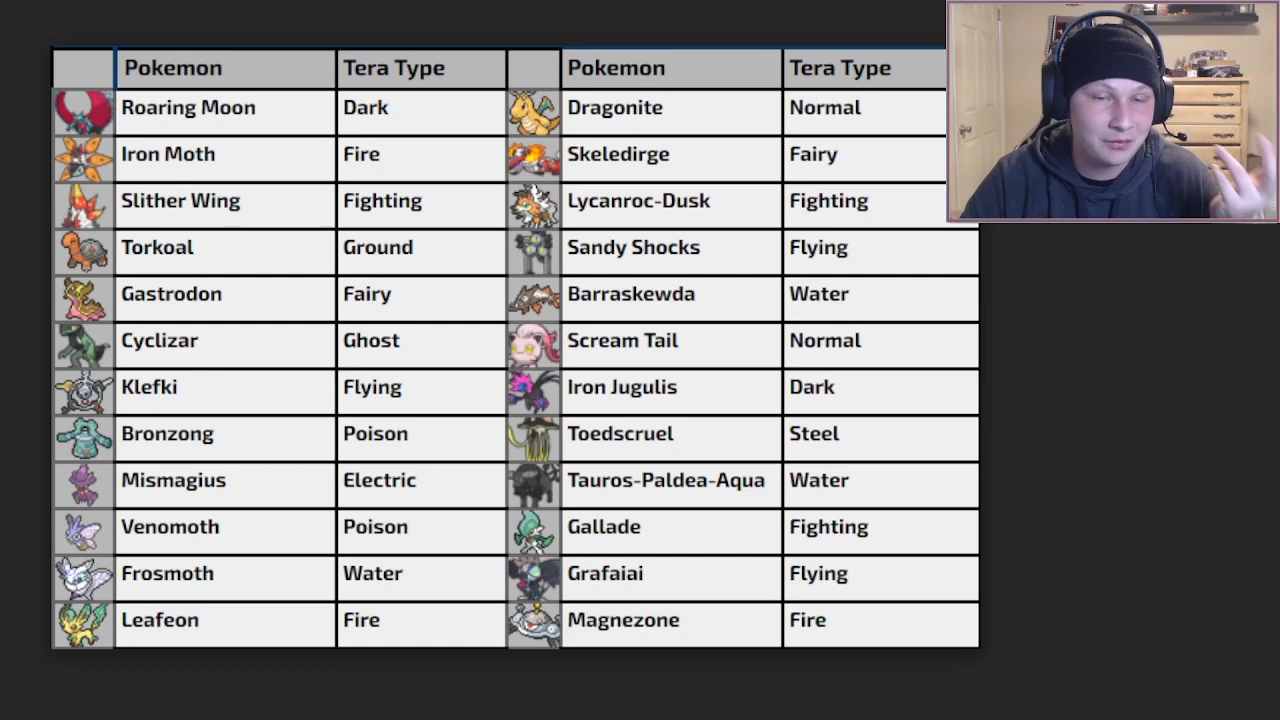 Pokemon Tera Type Pokemon Tera Type
Roaring Moon Dark Dragonite Normal
Iron Moth Fire Skeledirge Fairy
Slither Wing Fighting Lycanroc-Dusk Fighting
Torkoal Ground Sandy Shocks Flying
Gastrodon Fairy Barraskewda Water
Cyclizar Ghost Scream Tail Normal
Klefki Flying Iron Jugulis Dark
Bronzong Poison Toedscruel Steel
Mismagius Electric Tauros-Paldea-Aqua Water
Venomoth Poison Gallade Fighting
Frosmoth Water Grafaiai Flying
Leafeon Fire Magnezone Fire